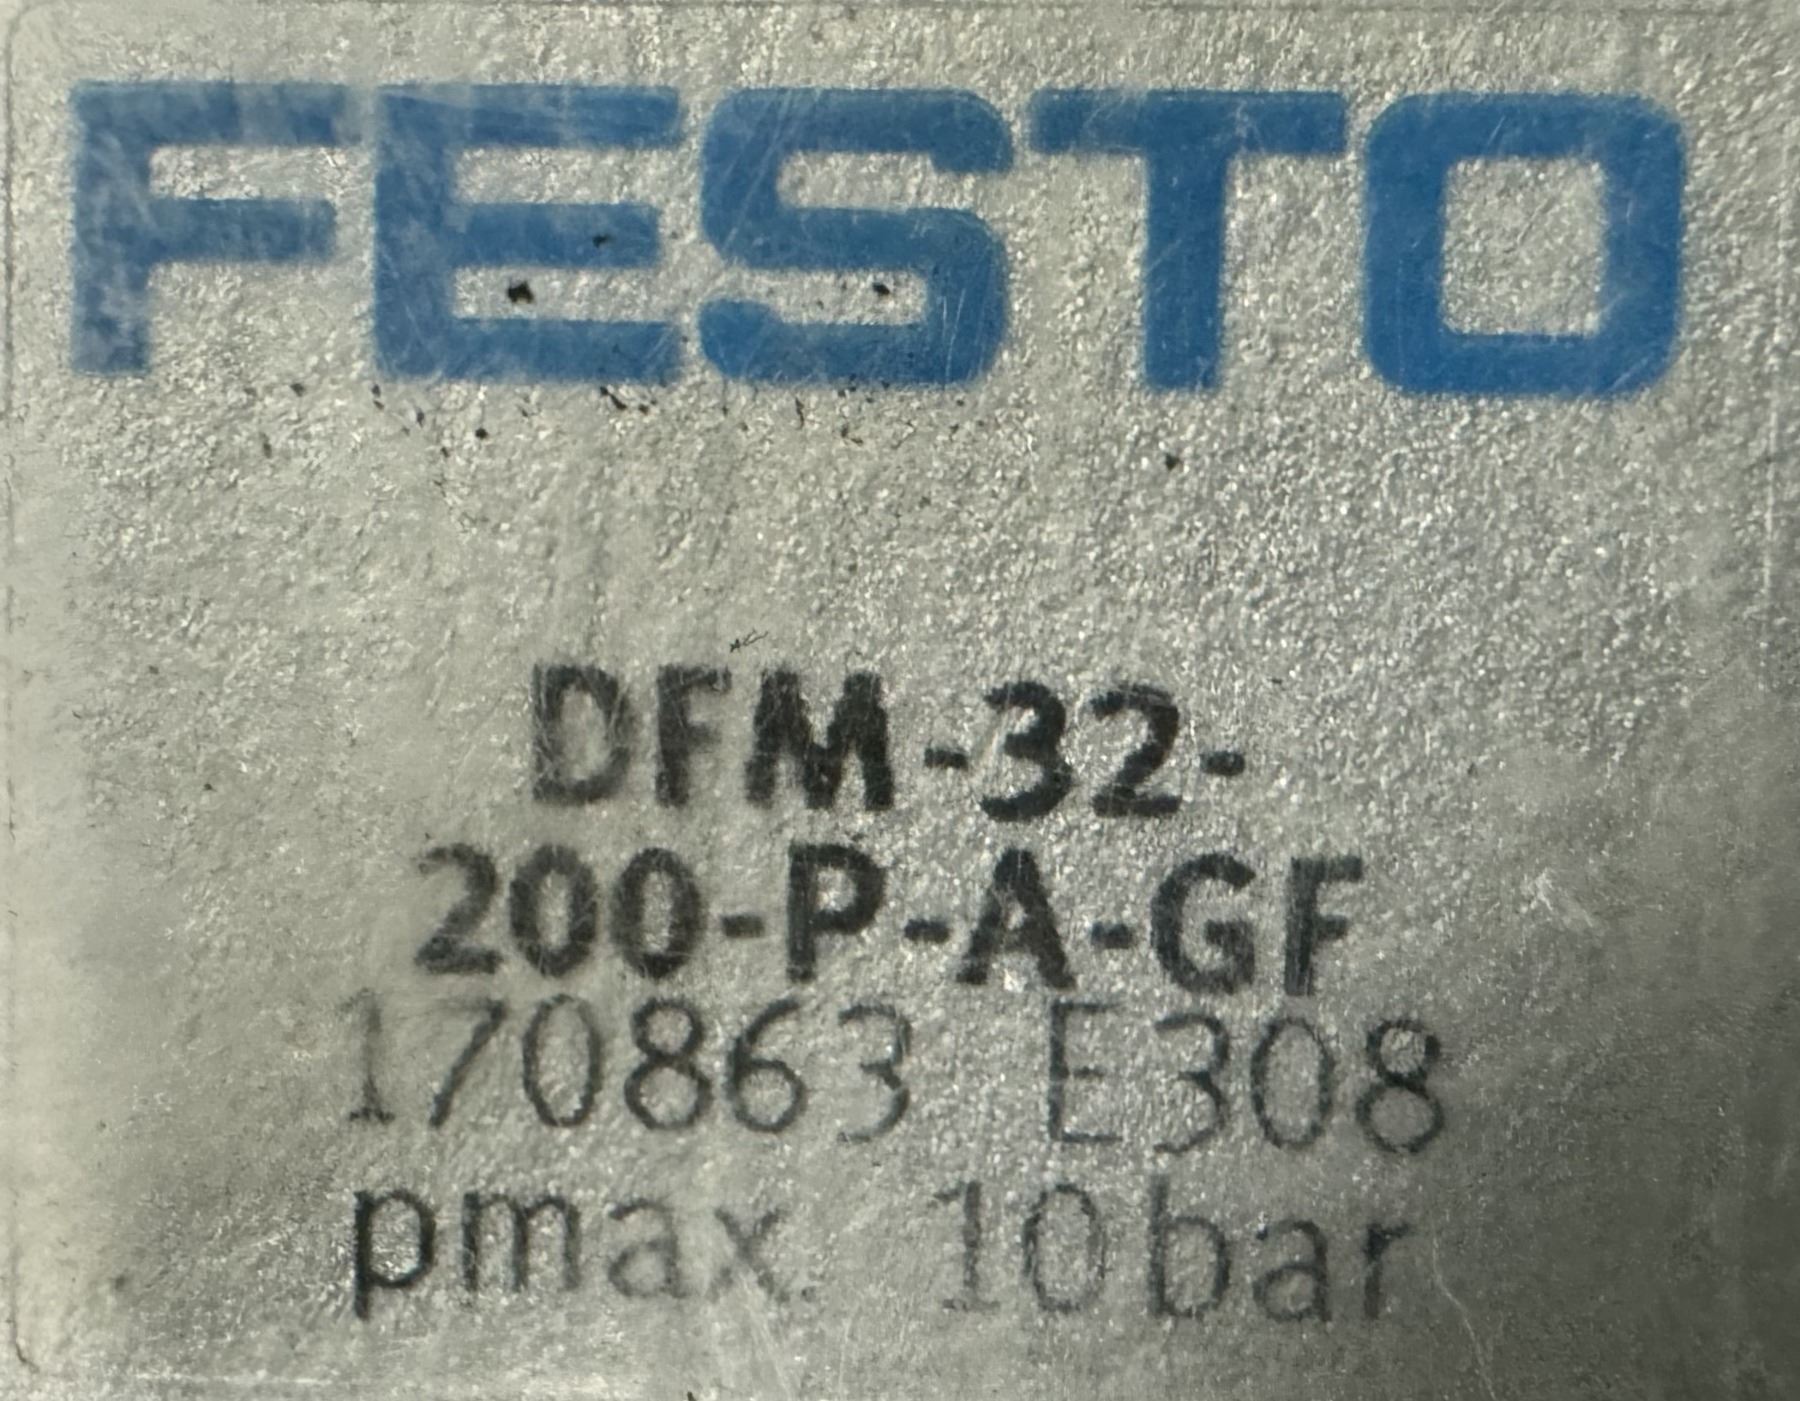 FESTO
DFM-32-
200-P-A-GF
170863 E308
pmax. 10bar